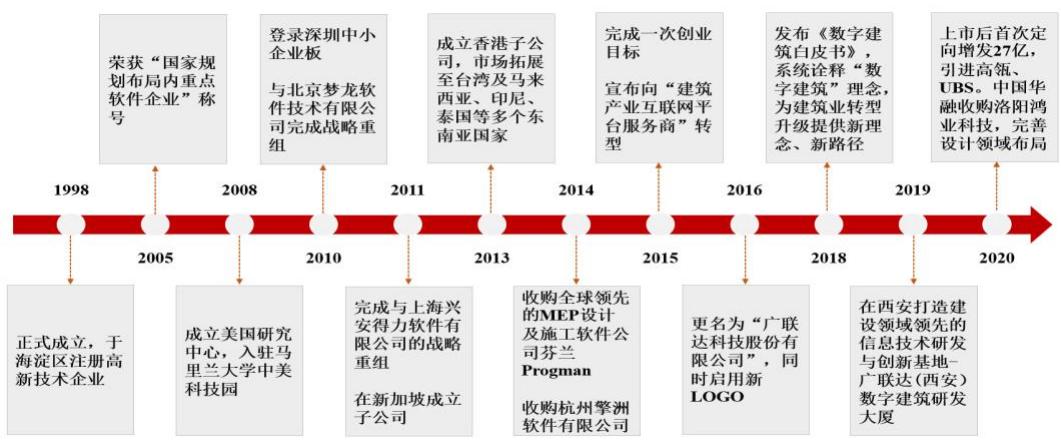 荣获“国家规
划布局内重点
软件企业”称
号
登录深圳中小
企业板
与北京梦龙软
件技术有限公
司完成战略重
组
成立香港子公
司，市场拓展
至台湾及马来
西亚、印尼、
泰国等多个东
南亚国家
完成一次创业
目标
宣布向“建筑
产业互联网平
台服务商”转
型
发布《数字建
筑白皮书》，
系统诠释“数
字建筑”理念，
为建筑业转型
升级提供新理
念、新路径
上市后首次定
向增发27亿，
引进高瓴、
UBS。中国华
融收购洛阳鸿
业科技，完善
设计领域布局
1998
2008
2011
2014
2016
2019
2005
2010
2013
2015
2018
2020
正式成立，于
海淀区注册高
新技术企业
成立美国研究
中心，入驻马
里兰大学中美
科技园
完成与上海兴
安得力软件有
限公司的战略
重组
在新加坡成立
子公司
收购全球领先
的MEP设计
及施工软件公
司芬兰
Progman
收购杭州擎洲
软件有限公司
更名为“广联
达科技股份有
限公司”，同
时启用新
LOGO
在西安打造建
设领域领先的
信息技术研发
与创新基地-
广联达(西安)
数字建筑研发
大厦